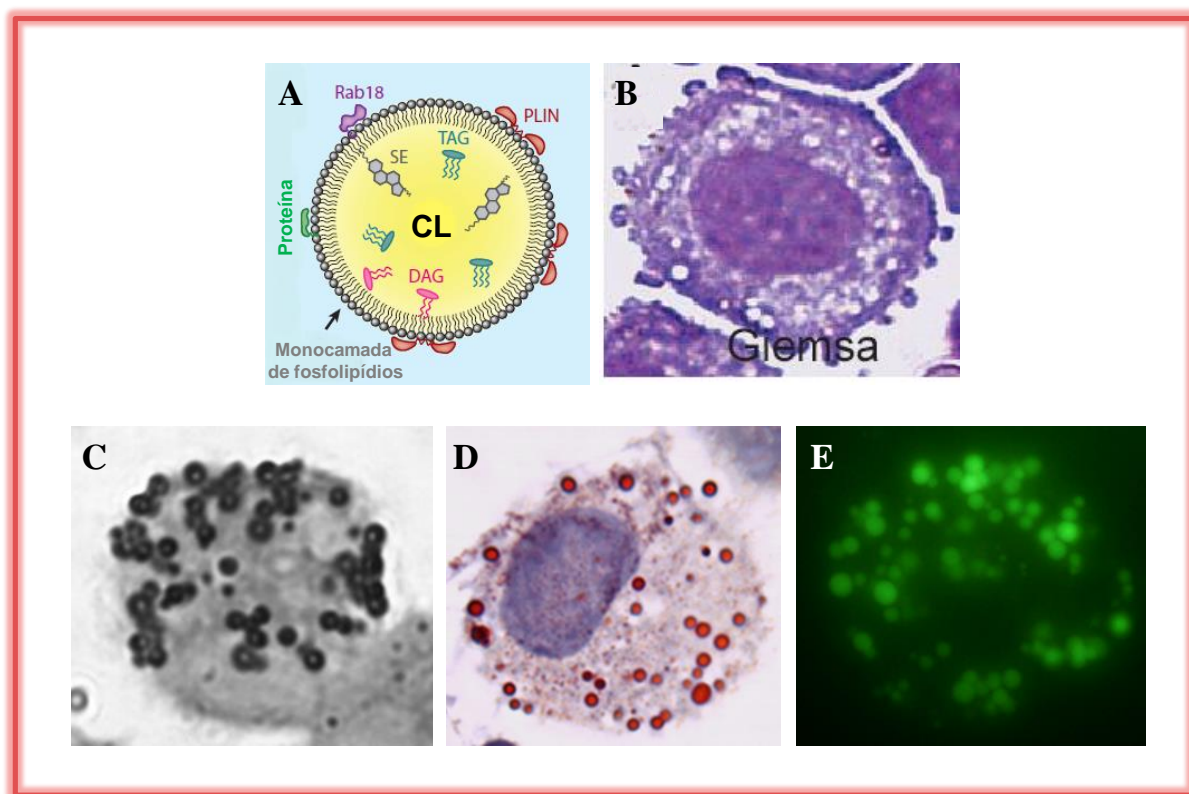 A
Rab18
PLIN
TAG
SE
Proteína
CL
DAG
Monocamada
de fosfolipídios
B
Giemsa
C
D
E